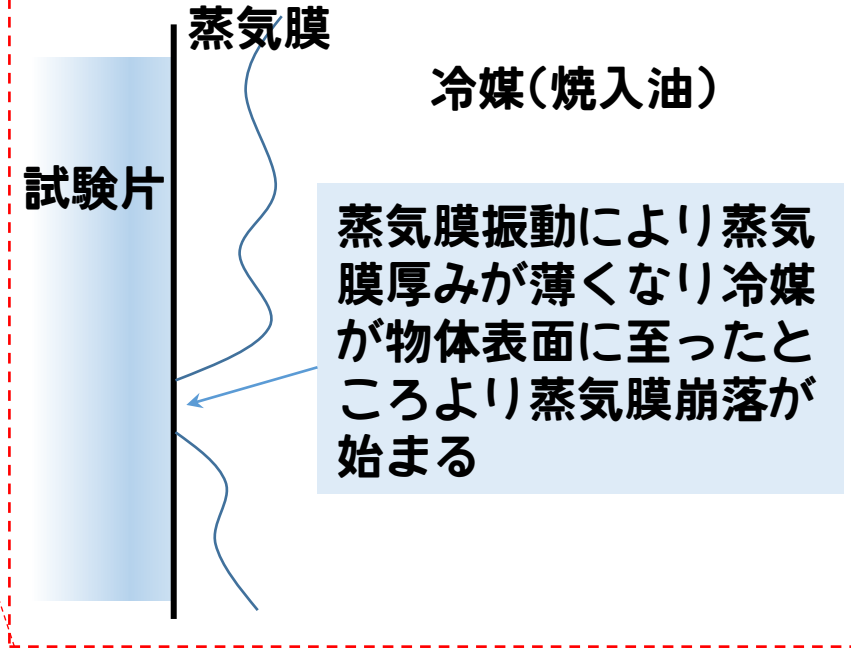 蒸気膜
冷媒(焼入油)
試験片
蒸気膜振動により蒸気
膜厚みが薄くなり冷媒
が物体表面に至ったと
ころより蒸気膜崩落が
始まる